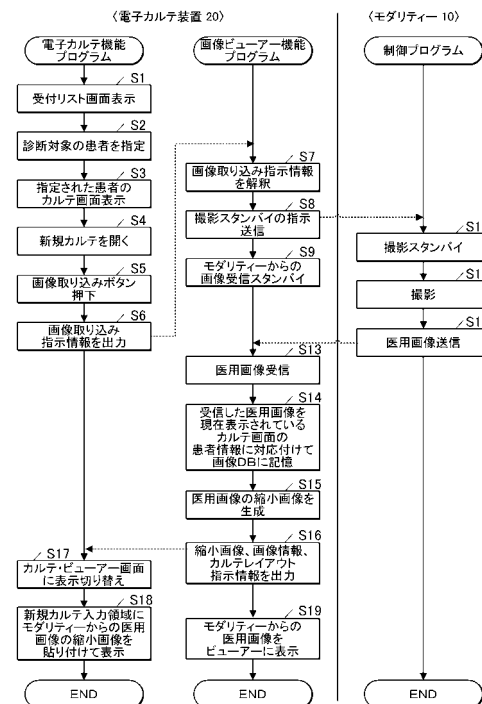 〈電子カルテ装置 20〉
〈モダリティー 10〉
電子カルテ機能
プログラム
画像ビューアー機能
プログラム
制御プログラム
S1
受付リスト画面表示
S2
診断対象の患者を指定
S3
指定された患者の
カルテ画面表示
S4
新規カルテを開く
S5
画像取り込みボタン
押下
S6
画像取り込み
指示情報を出力
S7
画像取り込み指示情報
を解釈
S8
撮影スタンバイの指示
送信
S9
モダリティーからの
画像受信スタンバイ
S1
撮影スタンバイ
S1
撮影
S1
医用画像送信
S13
医用画像受信
S14
受信した医用画像を
現在表示されている
カルテ画面の
患者情報に対応付けて
画像DBに記憶
S15
医用画像の縮小画像を
生成
S16
縮小画像、画像情報、
カルテレイアウト
指示情報を出力
S17
カルテ・ビューアー画面
に表示切り替え
S18
新規カルテ入力領域に
モダリティーからの医用
画像の縮小画像を
貼り付けて表示
S19
モダリティーからの
医用画像を
ビューアーに表示
END
END
END